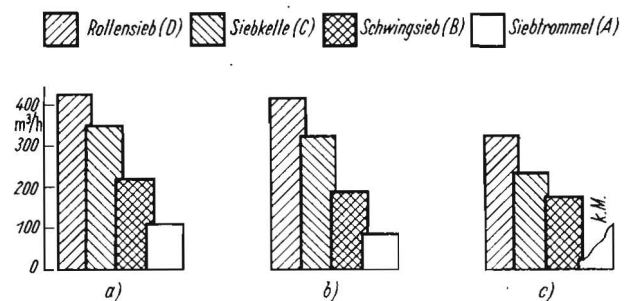 Rollensieb (D) Siebkelle (C) Schwingsieb (B) Siebtrommel (A)
400
m³/h
300
200
100
0
k.M.
a) b) c)